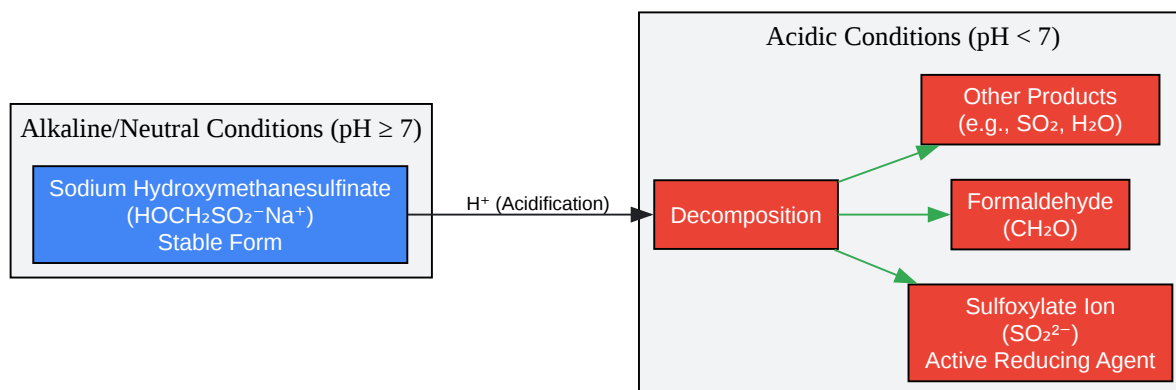 Alkaline/Neutral Conditions (pH ≥ 7)
Sodium Hydroxymethanesulfinate
(HOCH₂SO₂⁻Na⁺)
Stable Form
H⁺ (Acidification)
Acidic Conditions (pH < 7)
Decomposition
Other Products
(e.g., SO₂, H₂O)
Formaldehyde
(CH₂O)
Sulfoxylate Ion
(SO₂²⁻)
Active Reducing Agent